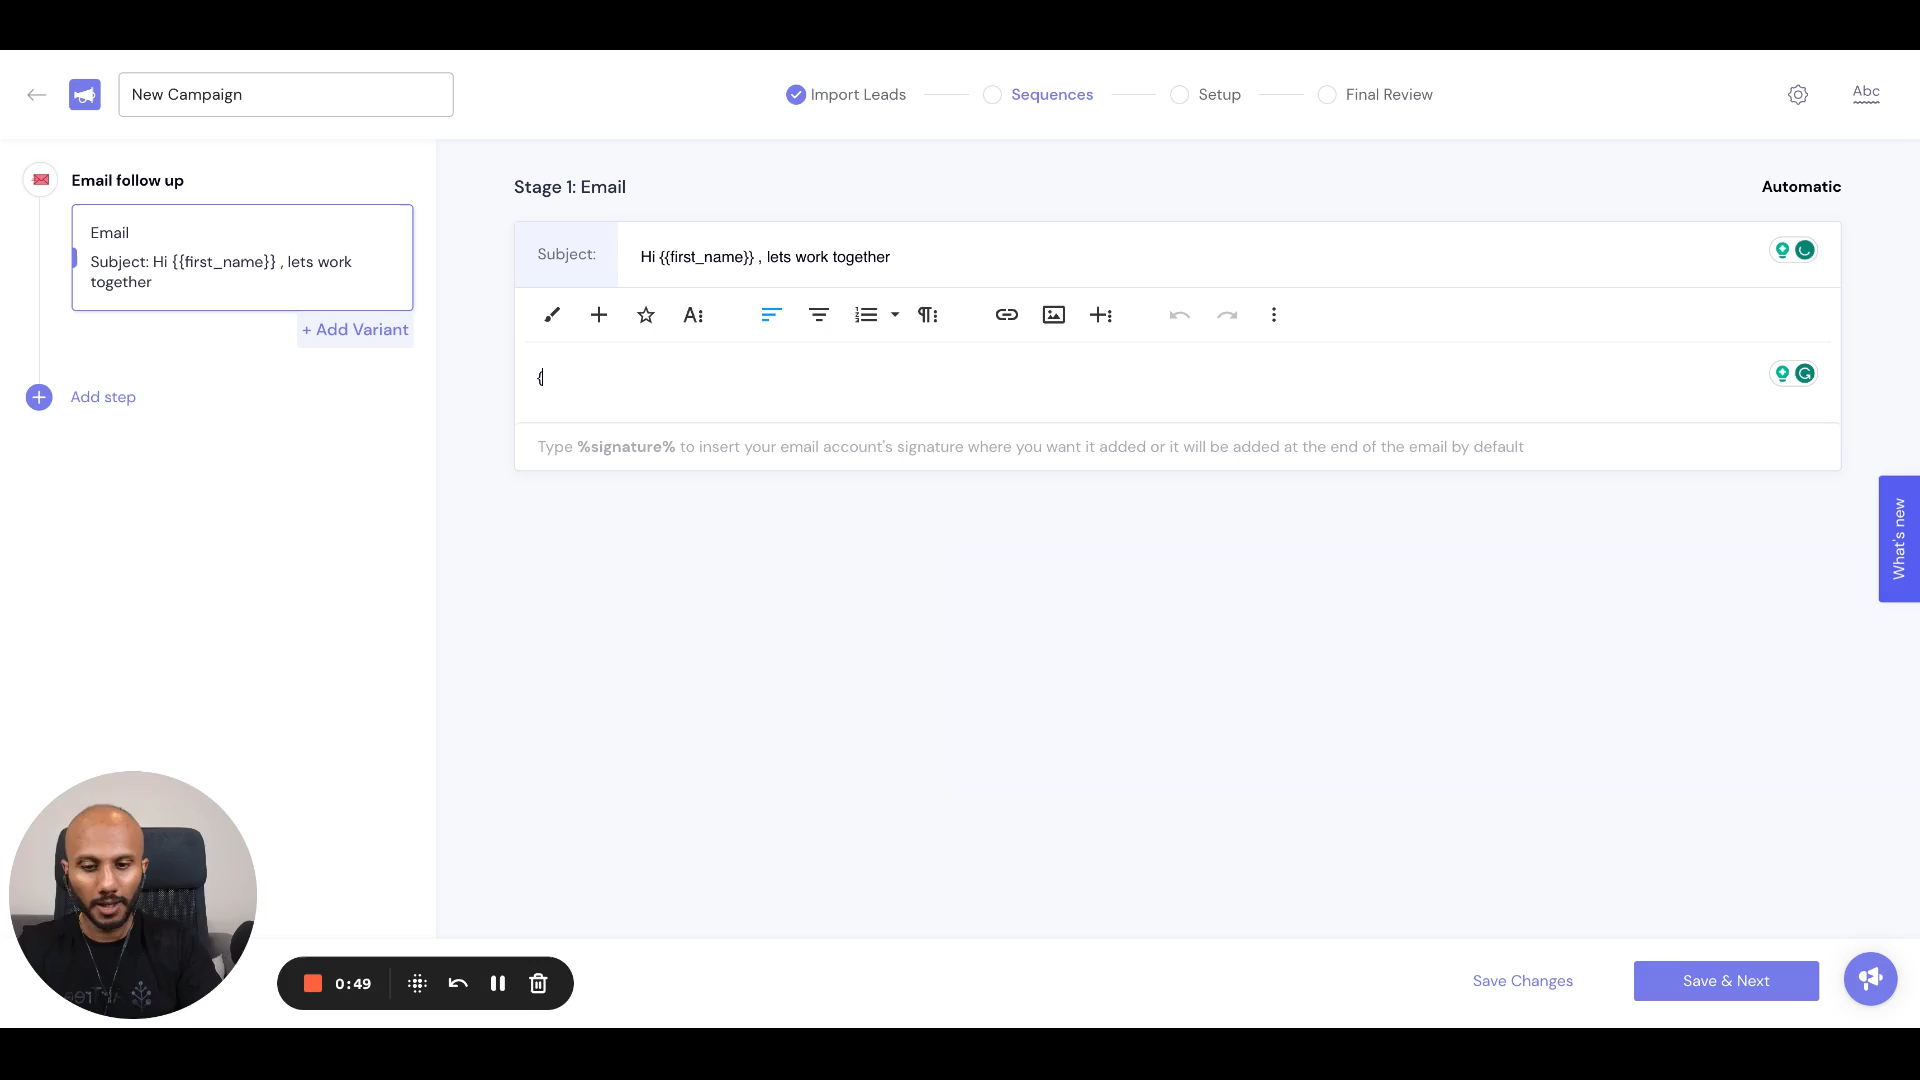 New Campaign
Import Leads
Sequences
Setup
Final Review
Abc
Email follow up
Email
Subject: Hi {{first_name}} , lets work
together
+ Add Variant
Add step
Stage 1: Email
Automatic
Subject:
Hi {{first_name}} , lets work together
{
Type %signature% to insert your email account's signature where you want it added or it will be added at the end of the email by default
What's new
0:49
Save Changes
Save & Next